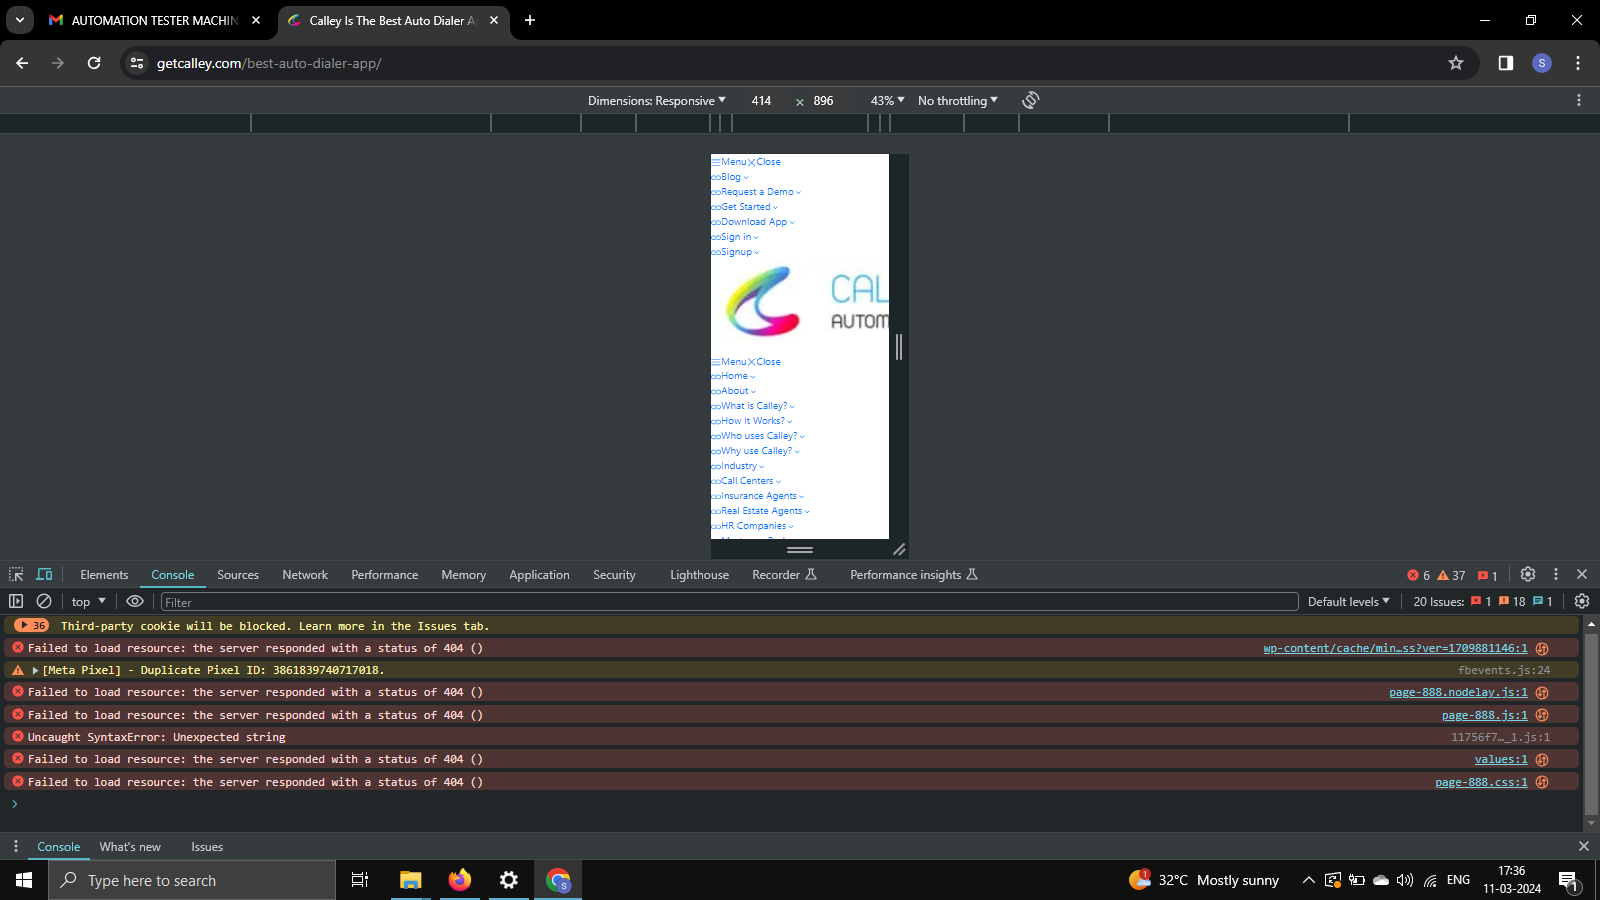 AUTOMATION TESTER MACHIN
Calley Is The Best Auto Dialer A
getcalley.com/best-auto-dialer-app/
S
Dimensions: Responsive 414 × 896 43% No throttling
Menu Close
Blog
Request a Demo
Get Started
Download App
Sign in
Signup
CAL
AUTOM
Menu Close
Home
About
What is Calley?
How It Works?
Who uses Calley?
Why use Calley?
Industry
Call Centers
Insurance Agents
Real Estate Agents
HR Companies
Elements Console Sources Network Performance Memory Application Security Lighthouse Recorder Performance insights 6 37 1
top Filter Default levels 20 Issues: 1 18 1
36 Third-party cookie will be blocked. Learn more in the Issues tab.
Failed to load resource: the server responded with a status of 404 () wp-content/cache/min…ss?ver=1709881146:1
[Meta Pixel] - Duplicate Pixel ID: 3861839740717018. fbevents.js:24
Failed to load resource: the server responded with a status of 404 () page-888.nodelay.js:1
Failed to load resource: the server responded with a status of 404 () page-888.js:1
Uncaught SyntaxError: Unexpected string 11756f7…_1.js:1
Failed to load resource: the server responded with a status of 404 () values:1
Failed to load resource: the server responded with a status of 404 () page-888.css:1
Console What's new Issues
Type here to search
S
1
32°C Mostly sunny
ENG
17:36
11-03-2024
1